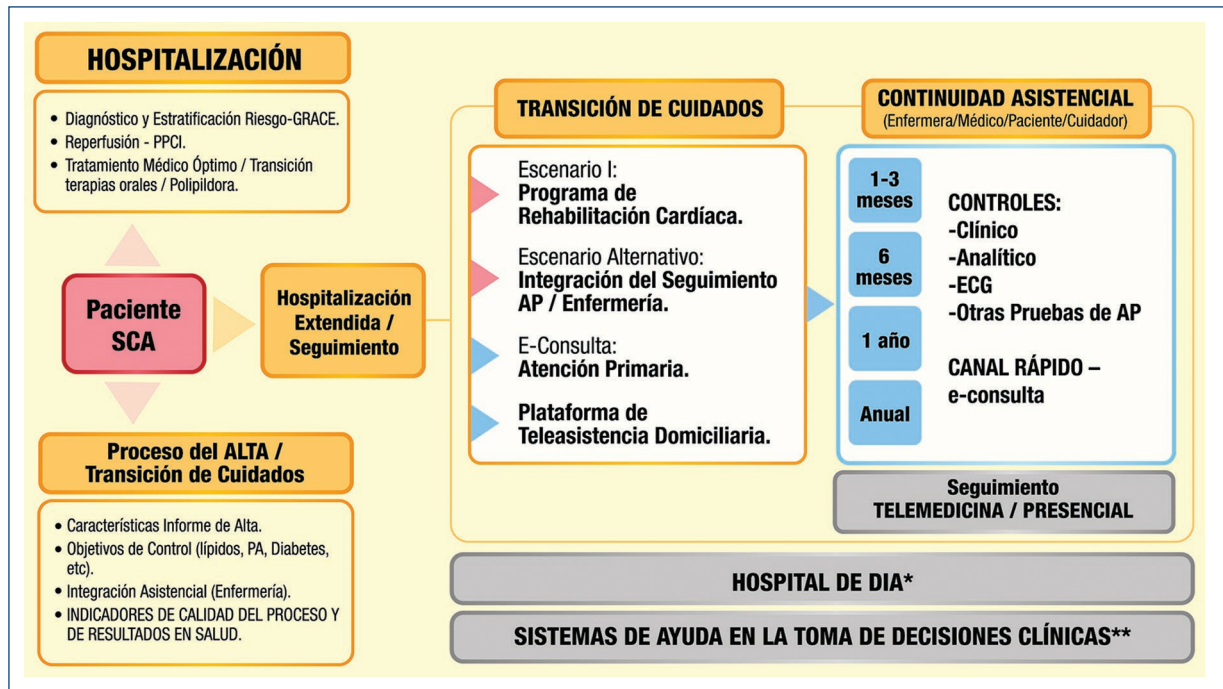 HOSPITALIZACIÓN
• Diagnóstico y Estratificación Riesgo-GRACE.
• Reperfusión - PPCI.
• Tratamiento Médico Óptimo / Transición
terapias orales / Polipildora.
Paciente
SCA
Hospitalización
Extendida /
Seguimiento
Proceso del ALTA /
Transición de Cuidados
• Características Informe de Alta.
• Objetivos de Control (lípidos, PA, Diabetes,
etc).
• Integración Asistencial (Enfermería).
• INDICADORES DE CALIDAD DEL PROCESO Y
DE RESULTADOS EN SALUD.
TRANSICIÓN DE CUIDADOS
Escenario I:
Programa de
Rehabilitación Cardíaca.
Escenario Alternativo:
Integración del Seguimiento
AP / Enfermería.
E-Consulta:
Atención Primaria.
Plataforma de
Teleasistencia Domiciliaria.
CONTINUIDAD ASISTENCIAL
(Enfermera/Médico/Paciente/Cuidador)
1-3
meses
6
meses
1 año
Anual
CONTROLES:
-Clínico
-Analítico
-ECG
-Otras Pruebas de AP
CANAL RÁPIDO –
e-consulta
Seguimiento
TELEMEDICINA / PRESENCIAL
HOSPITAL DE DIA*
SISTEMAS DE AYUDA EN LA TOMA DE DECISIONES CLÍNICAS**